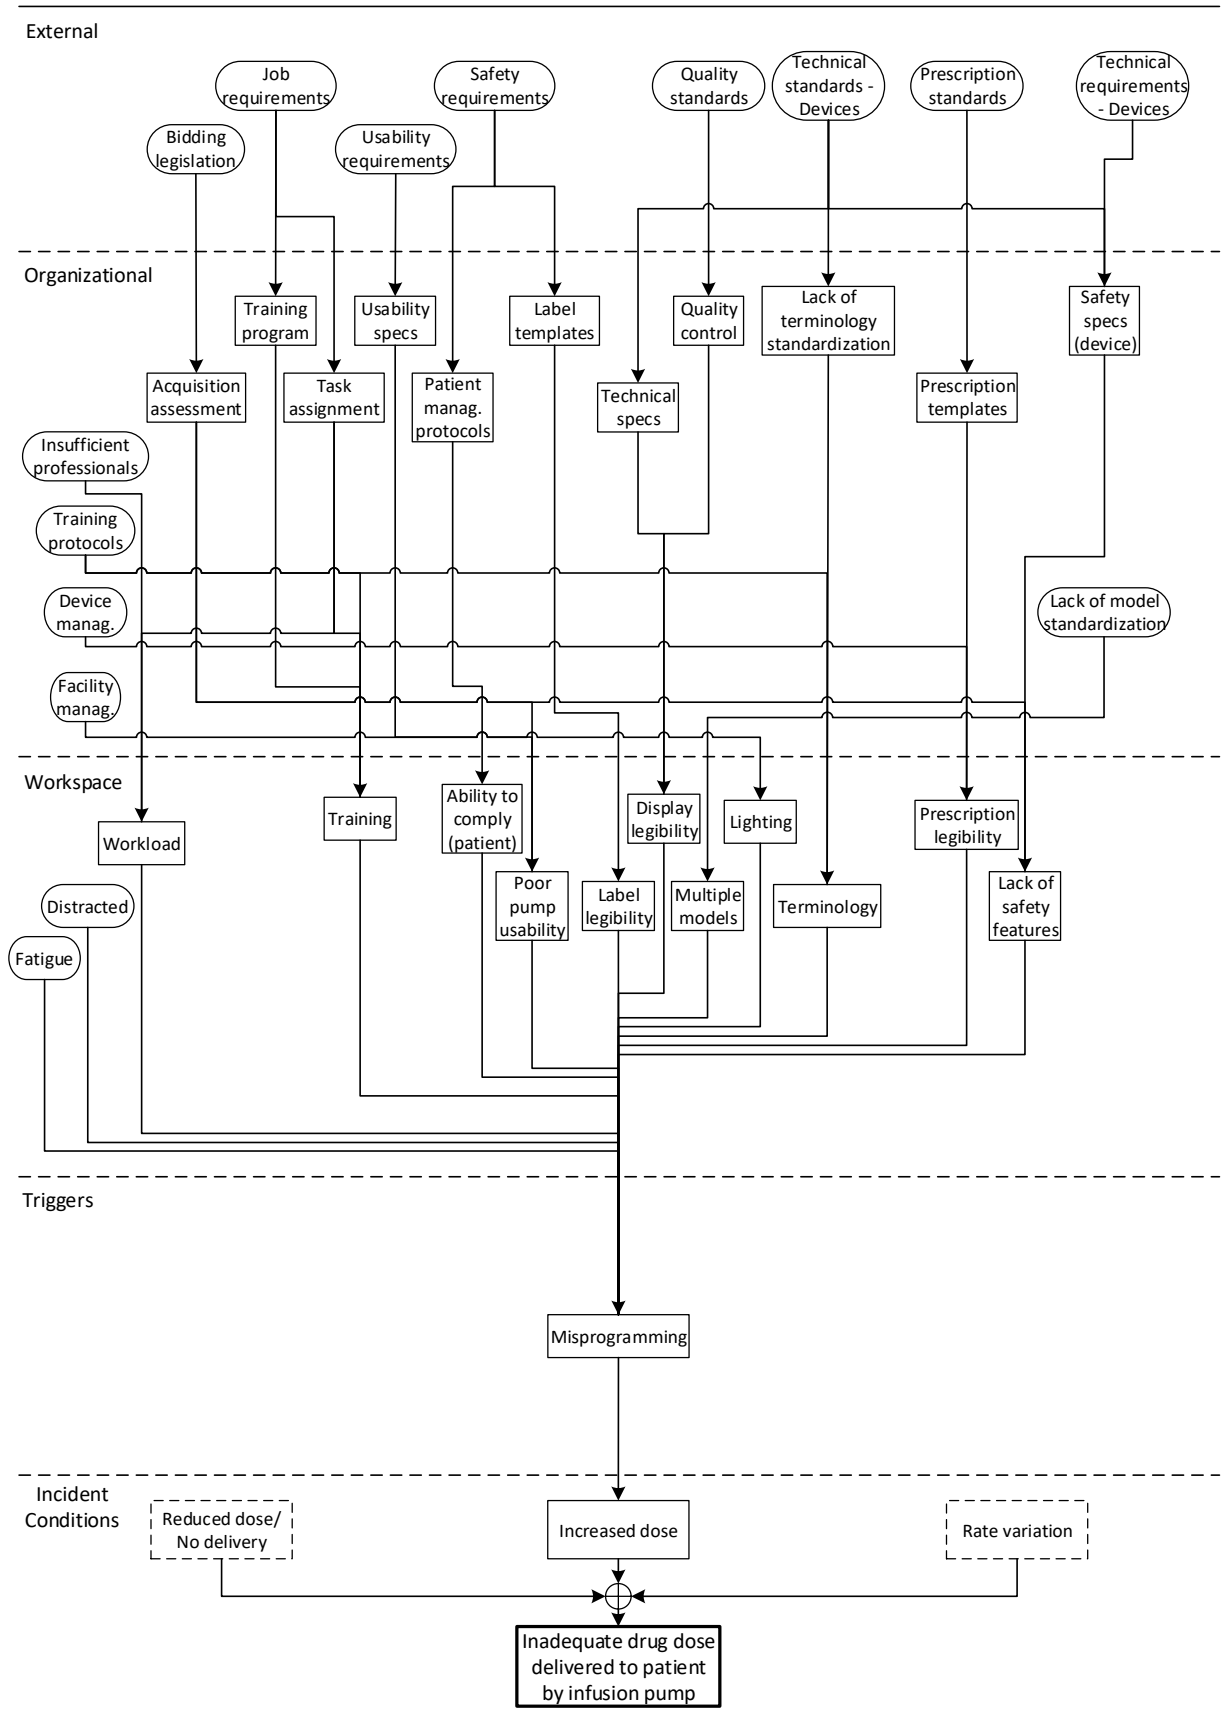 External
Job
requirements
Safety
requirements
Quality
standards
Technical
standards -
Devices
Prescription
standards
Technical
requirements
- Devices
Bidding
legislation
Usability
requirements
Organizational
Training
program
Usability
specs
Label
templates
Quality
control
Lack of
terminology
standardization
Safety
specs
(device)
Acquisition
assessment
Task
assignment
Patient
manag.
protocols
Technical
specs
Prescription
templates
Insufficient
professionals
Training
protocols
Device
manag.
Lack of model
standardization
Facility
manag.
Workspace
Workload
Training
Ability to
comply
(patient)
Display
legibility
Lighting
Prescription
legibility
Poor
pump
usability
Label
legibility
Multiple
models
Terminology
Lack of
safety
features
Distracted
Fatigue
Triggers
Misprogramming
Incident
Conditions
Reduced dose/
No delivery
Increased dose
Rate variation
Inadequate drug dose
delivered to patient
by infusion pump